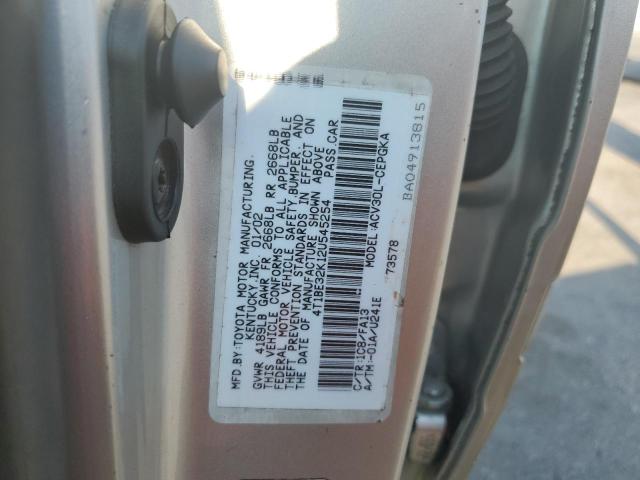 MFD.BY:TOYOTA MOTOR MANUFACTURING.
KENTUCKY,INC. 01/02
GVWR 4189LB GAWR FR 2668LB RR 2668LB
THIS VEHICLE CONFORMS TO ALL APPLICABLE
FEDERAL MOTOR VEHICLE SAFETY, BUMPER, AND
THEFT PREVENTION STANDARDS IN EFFECT ON
THE DATE OF MANUFACTURE SHOWN ABOVE
4T1BE32K12U545254 PASS.CAR
MODEL:ACV30L-CEPGKA
C/TR:1C8/FA13 73578
A/TM:-01A/U241E
BA04913815